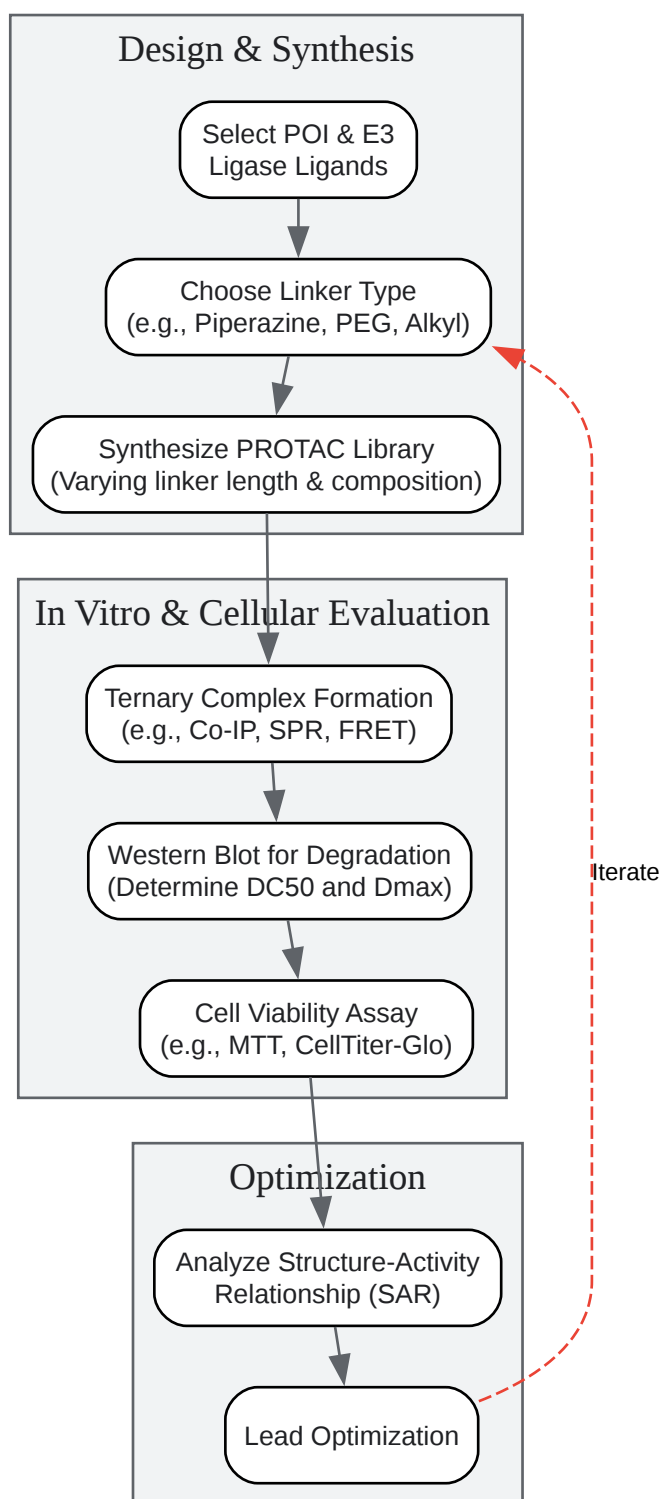 Design & Synthesis
Select POI & E3
Ligase Ligands
Choose Linker Type
(e.g., Piperazine, PEG, Alkyl)
Synthesize PROTAC Library
(Varying linker length & composition)
In Vitro & Cellular Evaluation
Ternary Complex Formation
(e.g., Co-IP, SPR, FRET)
Western Blot for Degradation
(Determine DC50 and Dmax)
Iterate
Cell Viability Assay
(e.g., MTT, CellTiter-Glo)
Optimization
Analyze Structure-Activity
Relationship (SAR)
Lead Optimization